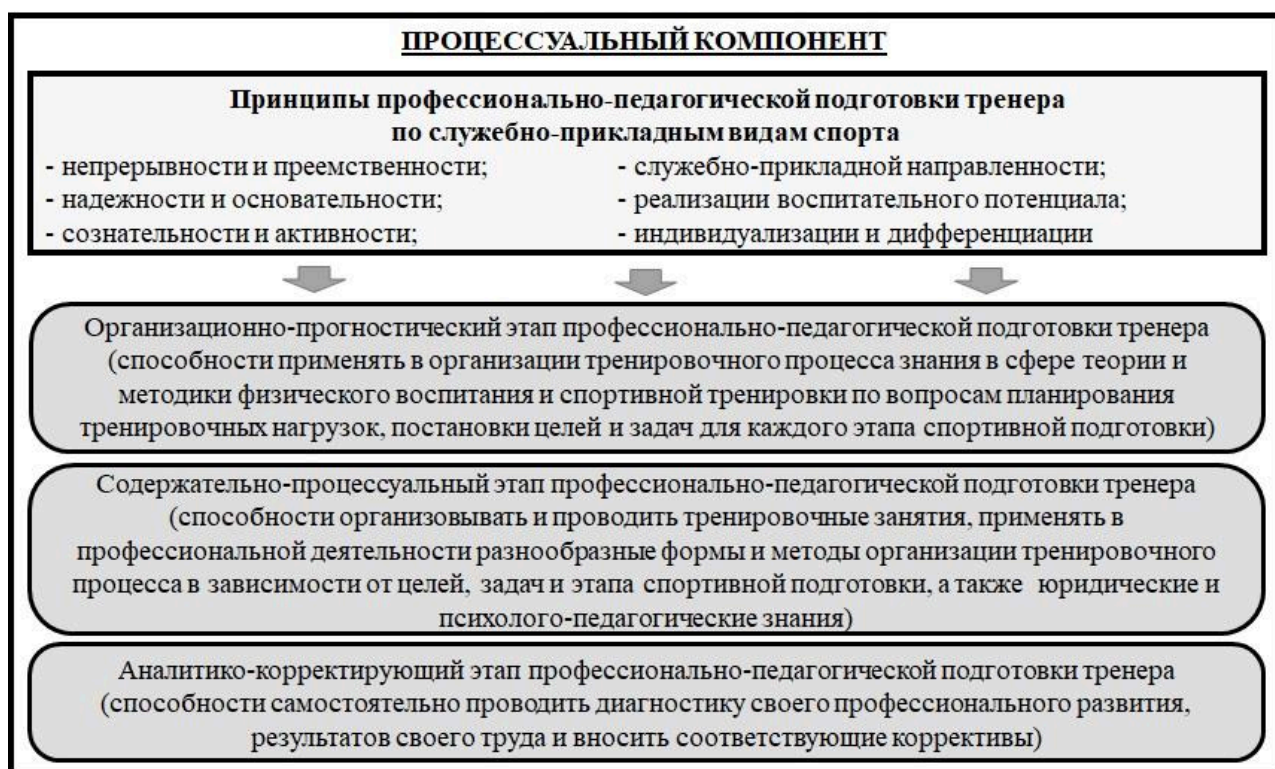 ПРОЦЕССУАЛЬНЫЙ КОМПОНЕНТ
Принципы профессионально-педагогической подготовки тренера
по служебно-прикладным видам спорта
- непрерывности и преемственности;
- надежности и основательности;
- сознательности и активности;
- служебно-прикладной направленности;
- реализации воспитательного потенциала;
- индивидуализации и дифференциации
Организационно-прогностический этап профессионально-педагогической подготовки тренера
(способности применять в организации тренировочного процесса знания в сфере теории и
методики физического воспитания и спортивной тренировки по вопросам планирования
тренировочных нагрузок, постановки целей и задач для каждого этапа спортивной подготовки)
Содержательно-процессуальный этап профессионально-педагогической подготовки тренера
(способности организовывать и проводить тренировочные занятия, применять в
профессиональной деятельности разнообразные формы и методы организации тренировочного
процесса в зависимости от целей, задач и этапа спортивной подготовки, а также юридические и
психолого-педагогические знания)
Аналитико-корректирующий этап профессионально-педагогической подготовки тренера
(способности самостоятельно проводить диагностику своего профессионального развития,
результатов своего труда и вносить соответствующие коррективы)